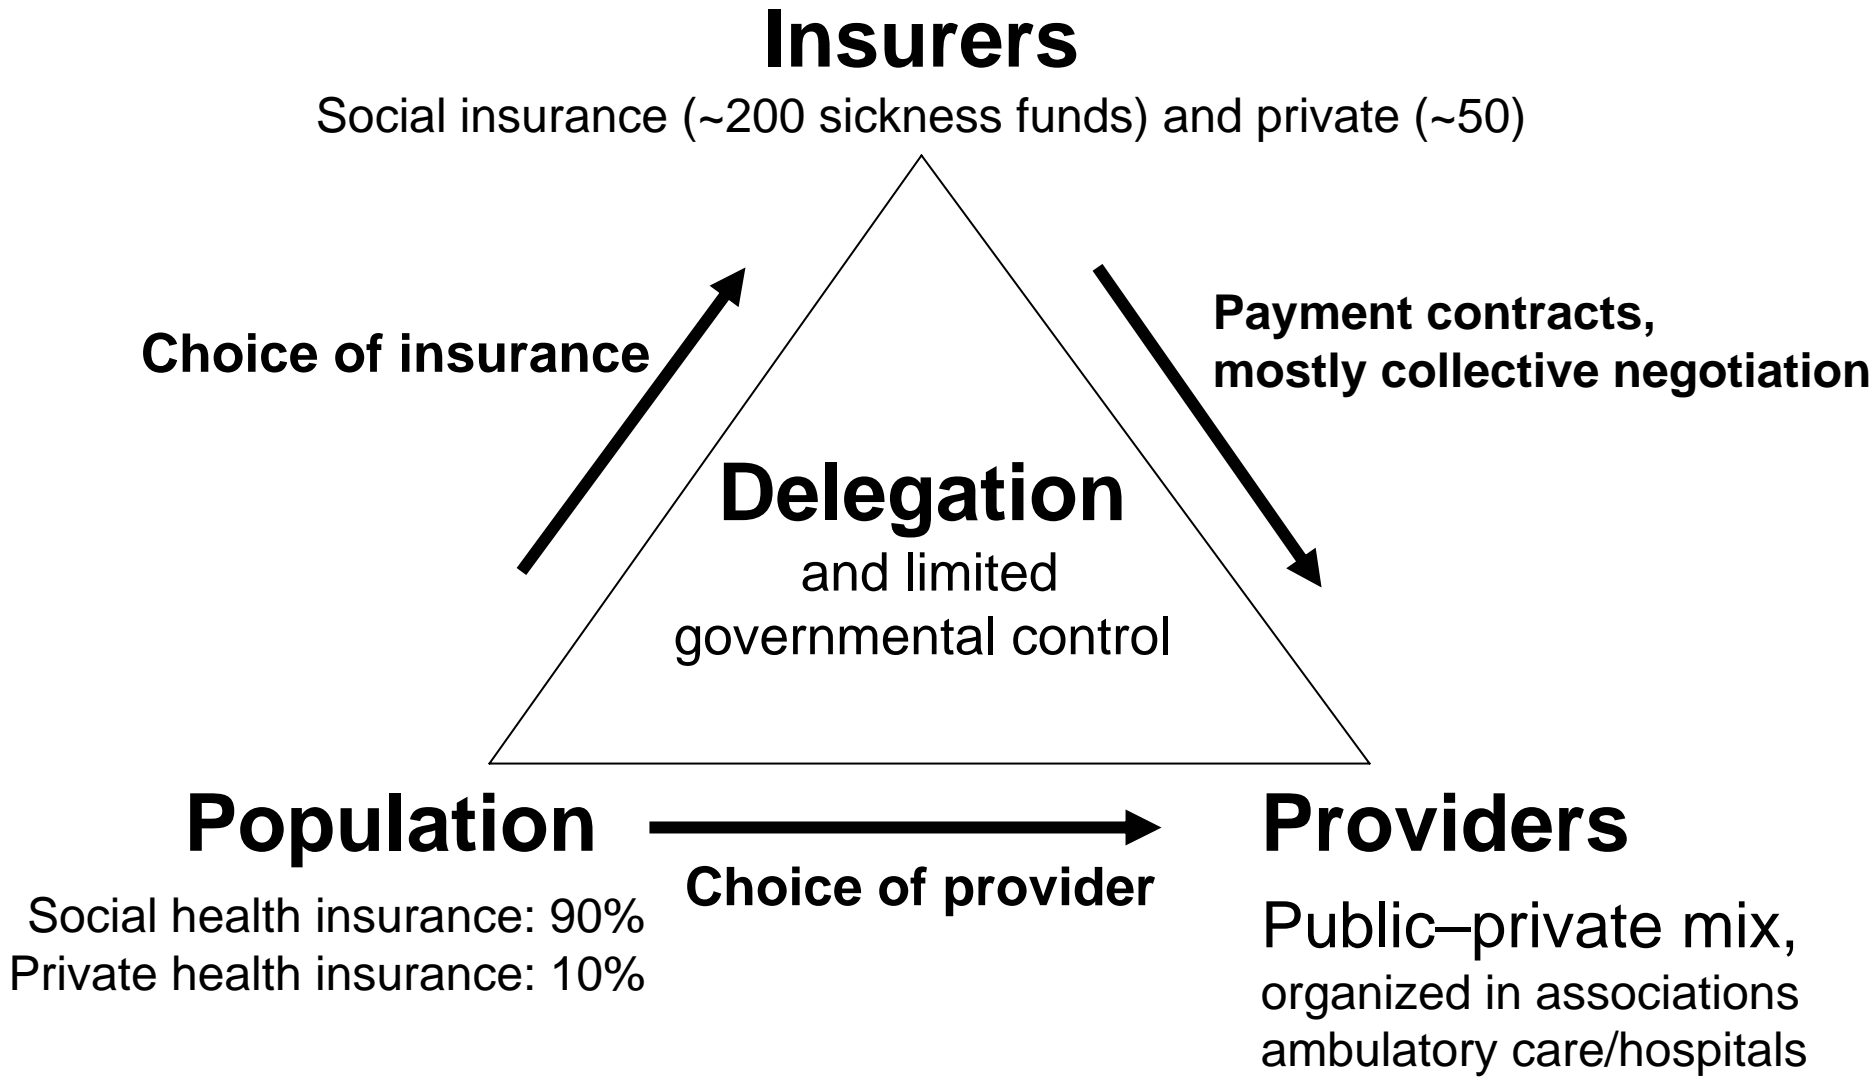 Insurers
Social insurance (~200 sickness funds) and private (~50)
Choice of insurance
Payment contracts,
mostly collective negotiation
Delegation
and limited
governmental control
Population
Social health insurance: 90%
Private health insurance: 10%
Choice of provider
Providers
Public–private mix,
organized in associations
ambulatory care/hospitals